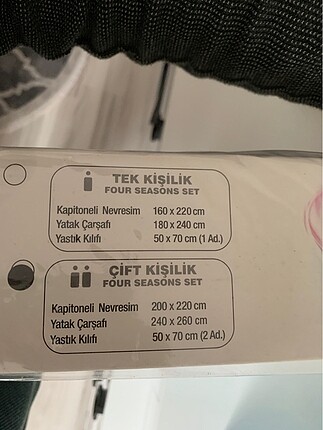 TEK KİŞİLİK
FOUR SEASONS SET
Kapitoneli Nevresim 160 x 220 cm
Yatak Çarşafı 180 x 240 cm
Yastık Kılıfı 50 x 70 cm (1 Ad.)
ÇİFT KİŞİLİK
FOUR SEASONS SET
Kapitoneli Nevresim 200 x 220 cm
Yatak Çarşafı 240 x 260 cm
Yastık Kılıfı 50 x 70 cm (2 Ad.)